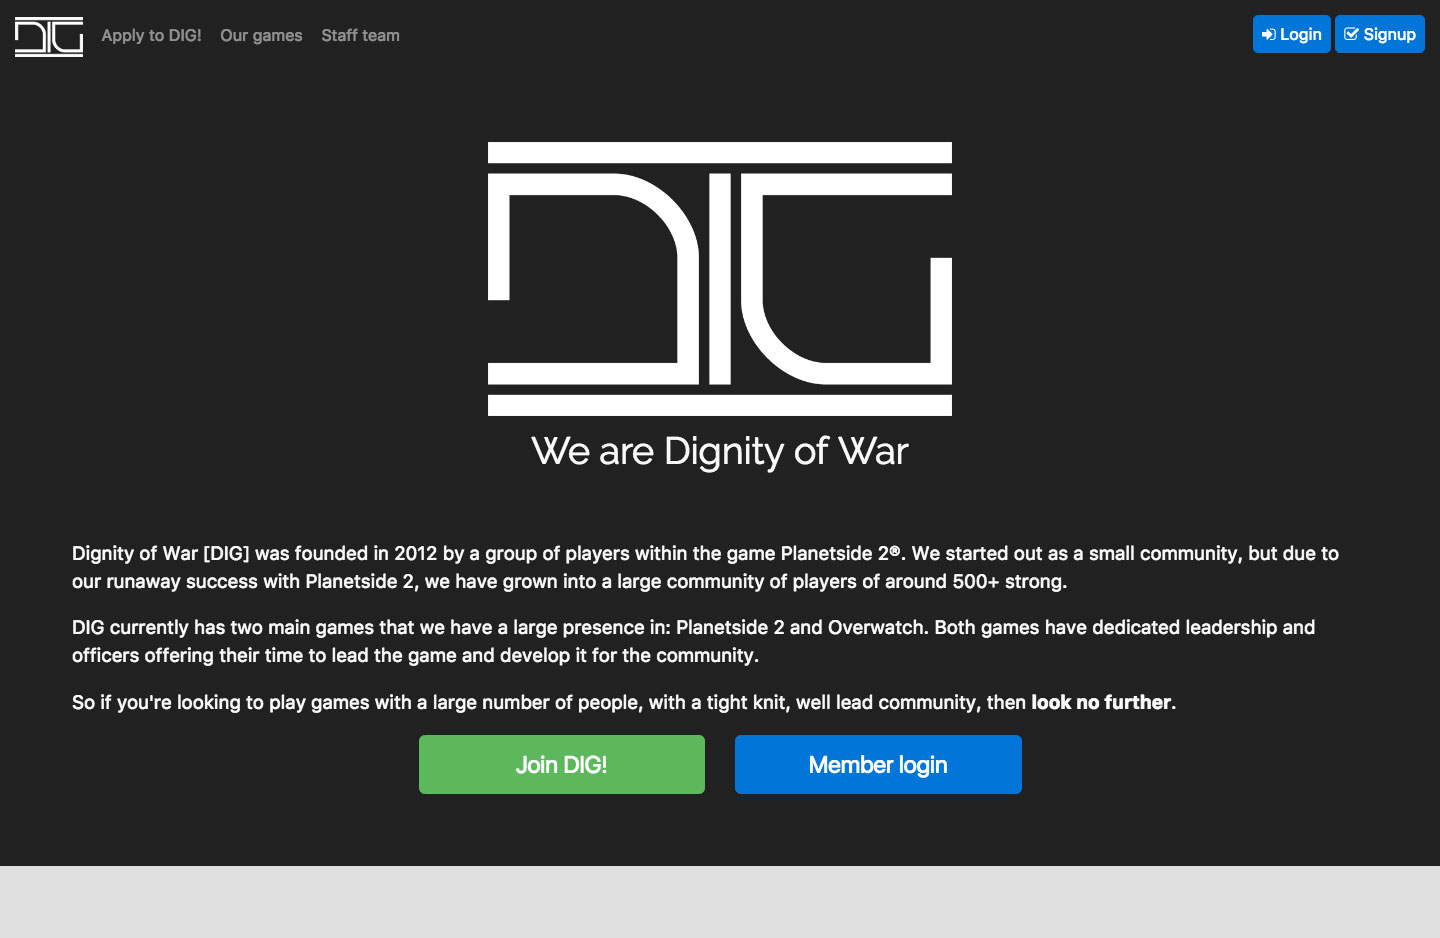 DIG Apply to DIG! Our games Staff team Login Signup
DIG
We are Dignity of War
Dignity of War [DIG] was founded in 2012 by a group of players within the game Planetside 2®. We started out as a small community, but due to
our runaway success with Planetside 2, we have grown into a large community of players of around 500+ strong.
DIG currently has two main games that we have a large presence in: Planetside 2 and Overwatch. Both games have dedicated leadership and
officers offering their time to lead the game and develop it for the community.
So if you're looking to play games with a large number of people, with a tight knit, well lead community, then look no further.
Join DIG! Member login